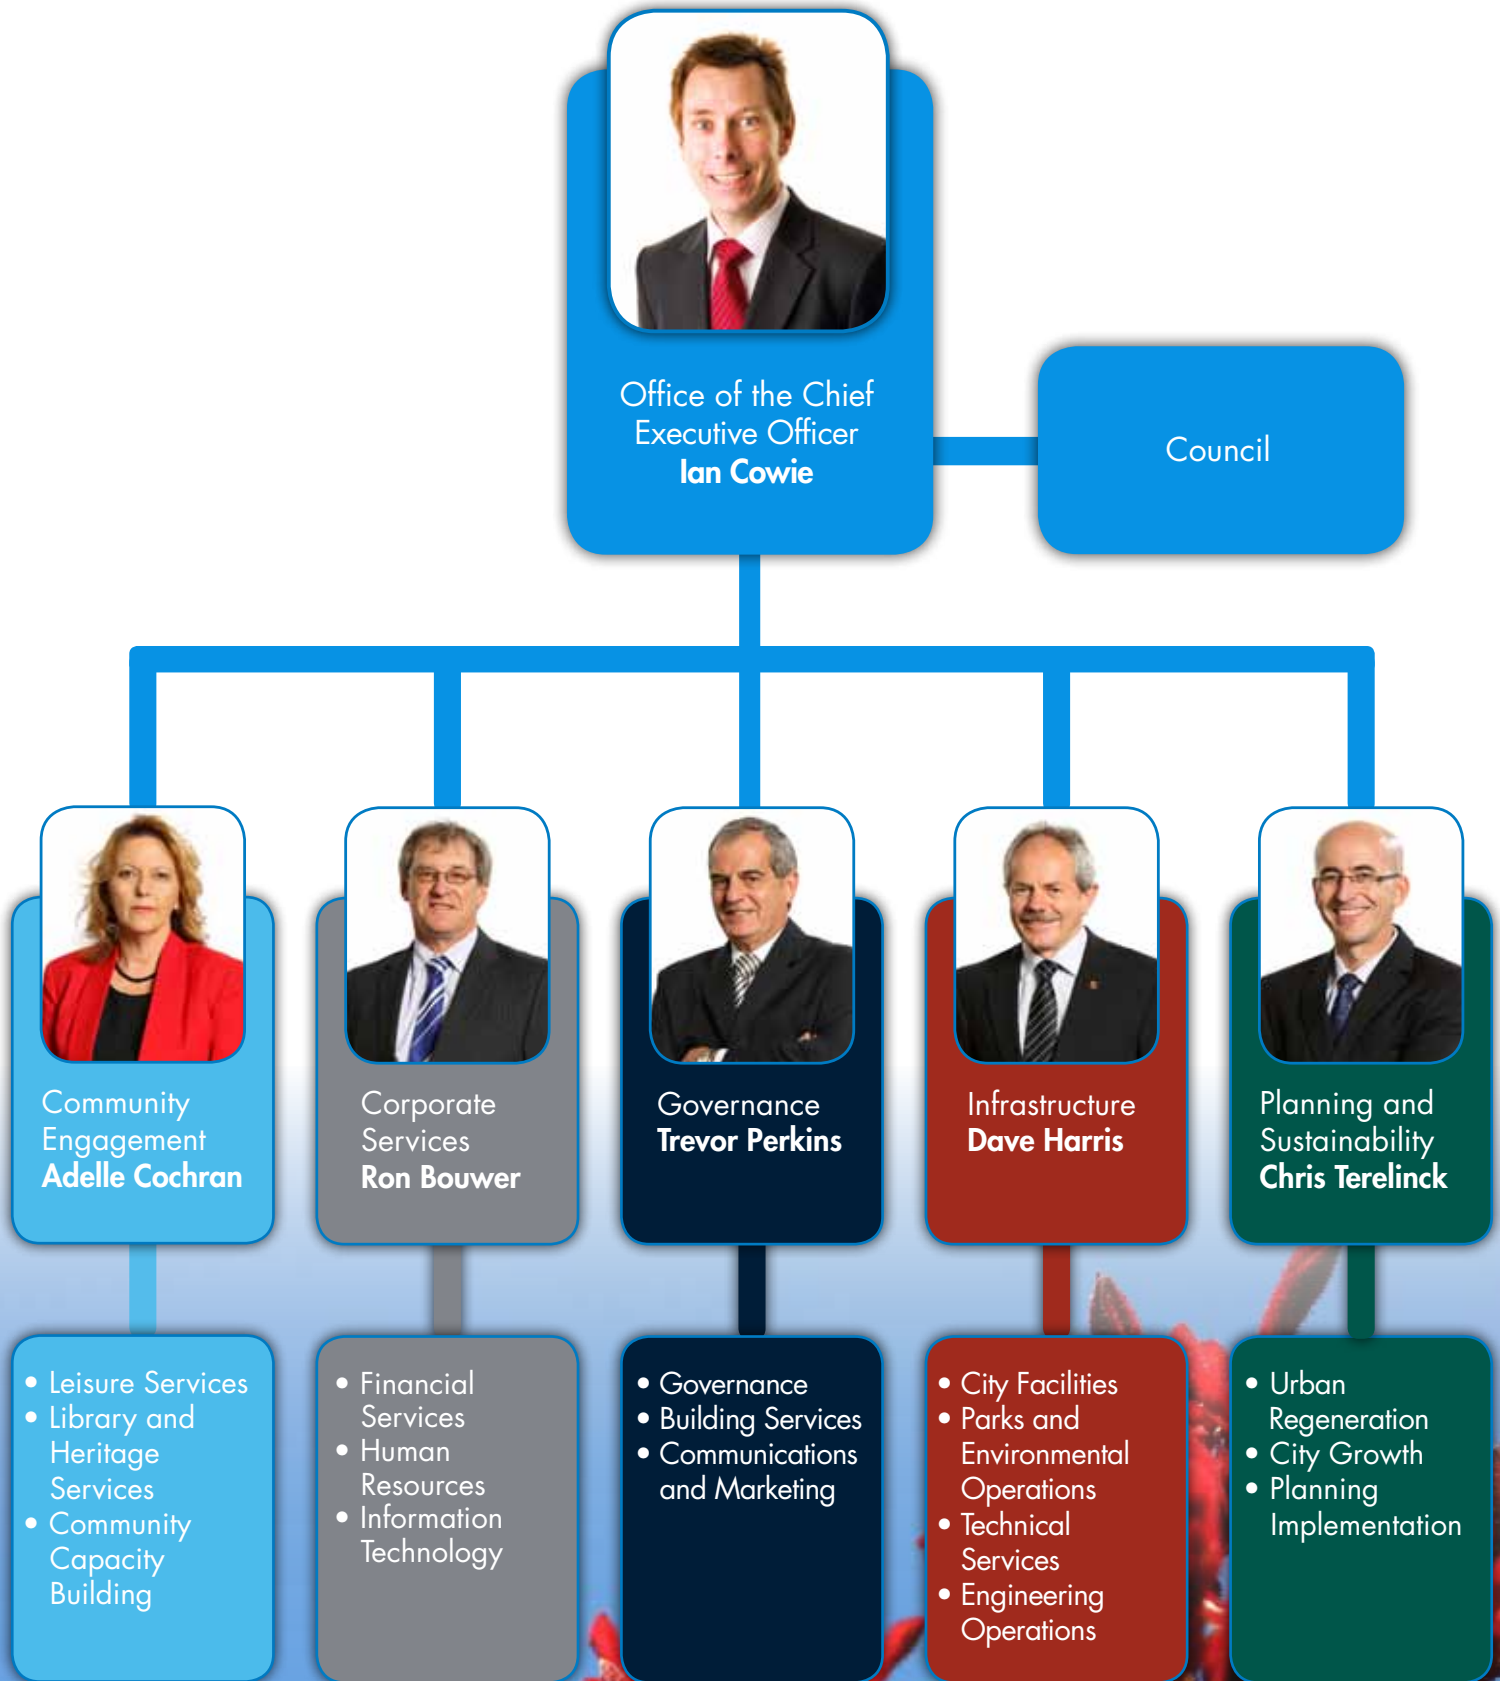 Office of the Chief
Executive Officer
Ian Cowie
Council
Community
Engagement
Adelle Cochran
Corporate
Services
Ron Bouwer
Governance
Trevor Perkins
Infrastructure
Dave Harris
Planning and
Sustainability
Chris Terelinck
• Leisure Services
• Library and
Heritage
Services
• Community
Capacity
Building
• Financial
Services
• Human
Resources
• Information
Technology
• Governance
• Building Services
• Communications
and Marketing
• City Facilities
• Parks and
Environmental
Operations
• Technical
Services
• Engineering
Operations
• Urban
Regeneration
• City Growth
• Planning
Implementation